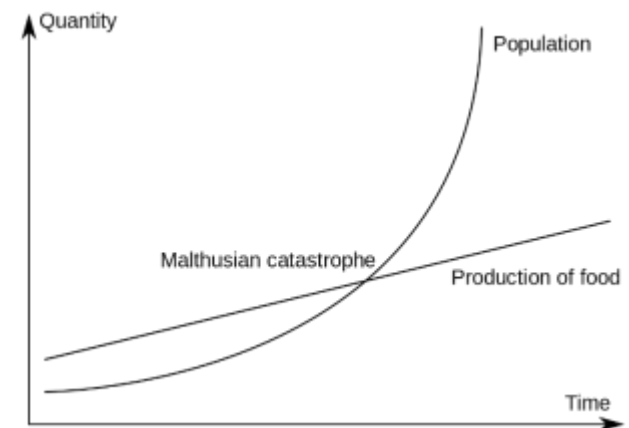 Quantity
Population
Malthusian catastrophe
Production of food
Time